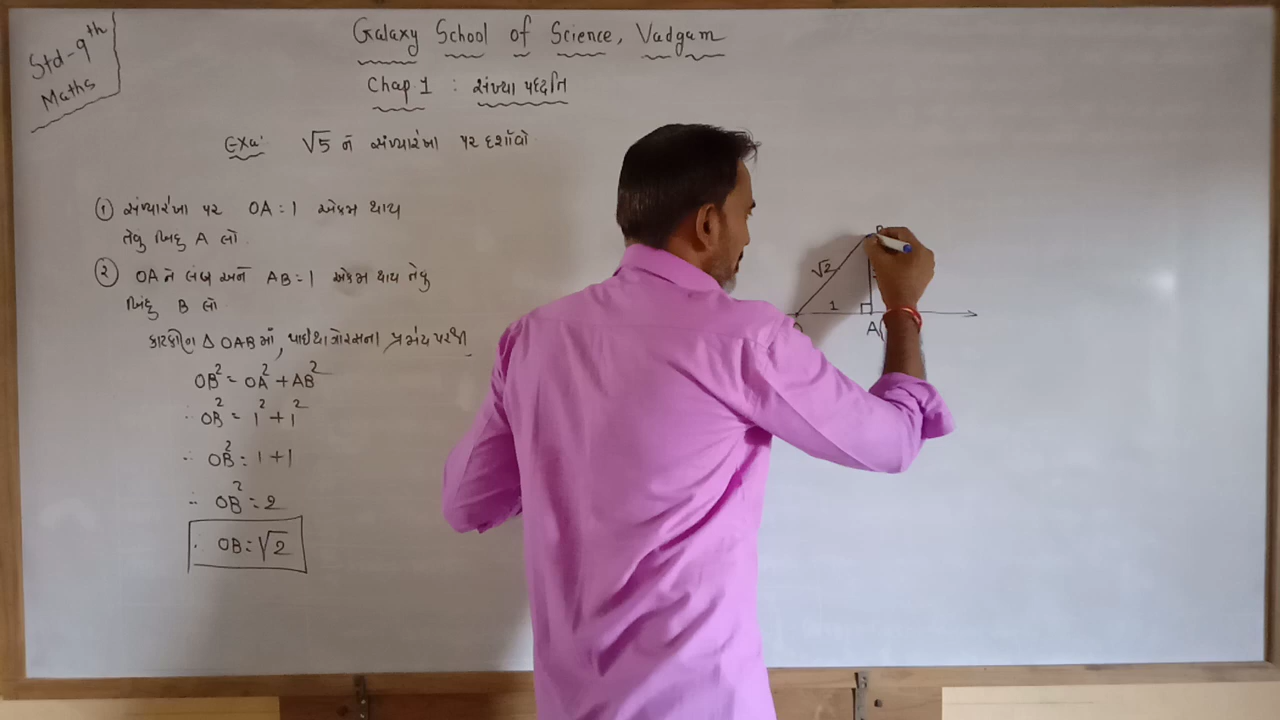 Std-9th
Maths
Galaxy School of Science, Vadgam
Chap 1 : સંખ્યા પદ્ધતિ
Exa: √5 ને સંખ્યારેખા પર દર્શાવો
① સંખ્યારેખા પર OA = 1 એકમ થાય
તેવુ બિંદુ A લો
② OA ને લંબ અને AB = 1 એકમ થાય તેવુ
બિંદુ B લો
કાટકોણ Δ OAB માં, પાઈથાગોરસના પ્રમેય પરથી
OB² = OA² + AB²
∴ OB² = 1² + 1²
∴ OB² = 1 + 1
∴ OB² = 2
∴ OB = √2
√2
1
A